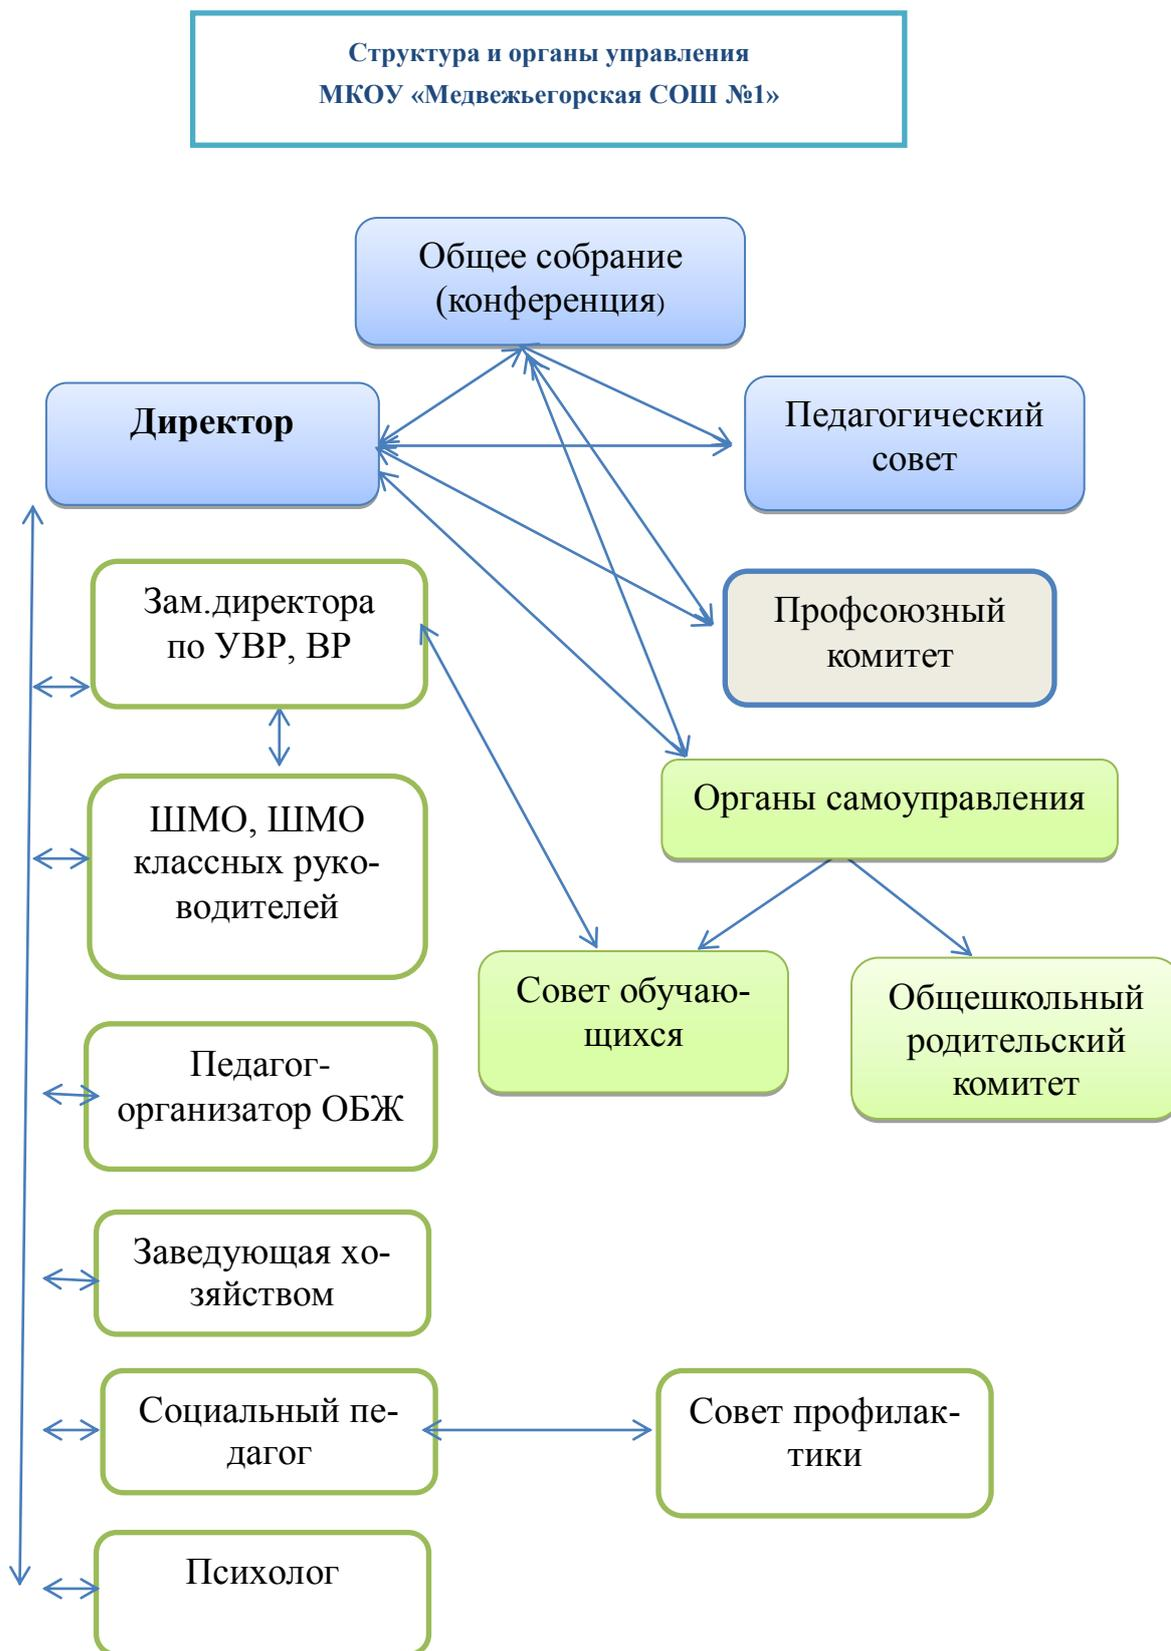 Структура и органы управления
МКОУ «Медвежьегорская СОШ №1»
Общее собрание
(конференция)
Директор
Педагогический
совет
Зам.директора
по УВР, ВР
Профсоюзный
комитет
Органы самоуправления
ШМО, ШМО
классных руко-
водителей
Совет обучаю-
щихся
Общешкольный
родительский
комитет
Педагог-
организатор ОБЖ
Заведующая хо-
зяйством
Социальный пе-
дагог
Совет профилак-
тики
Психолог